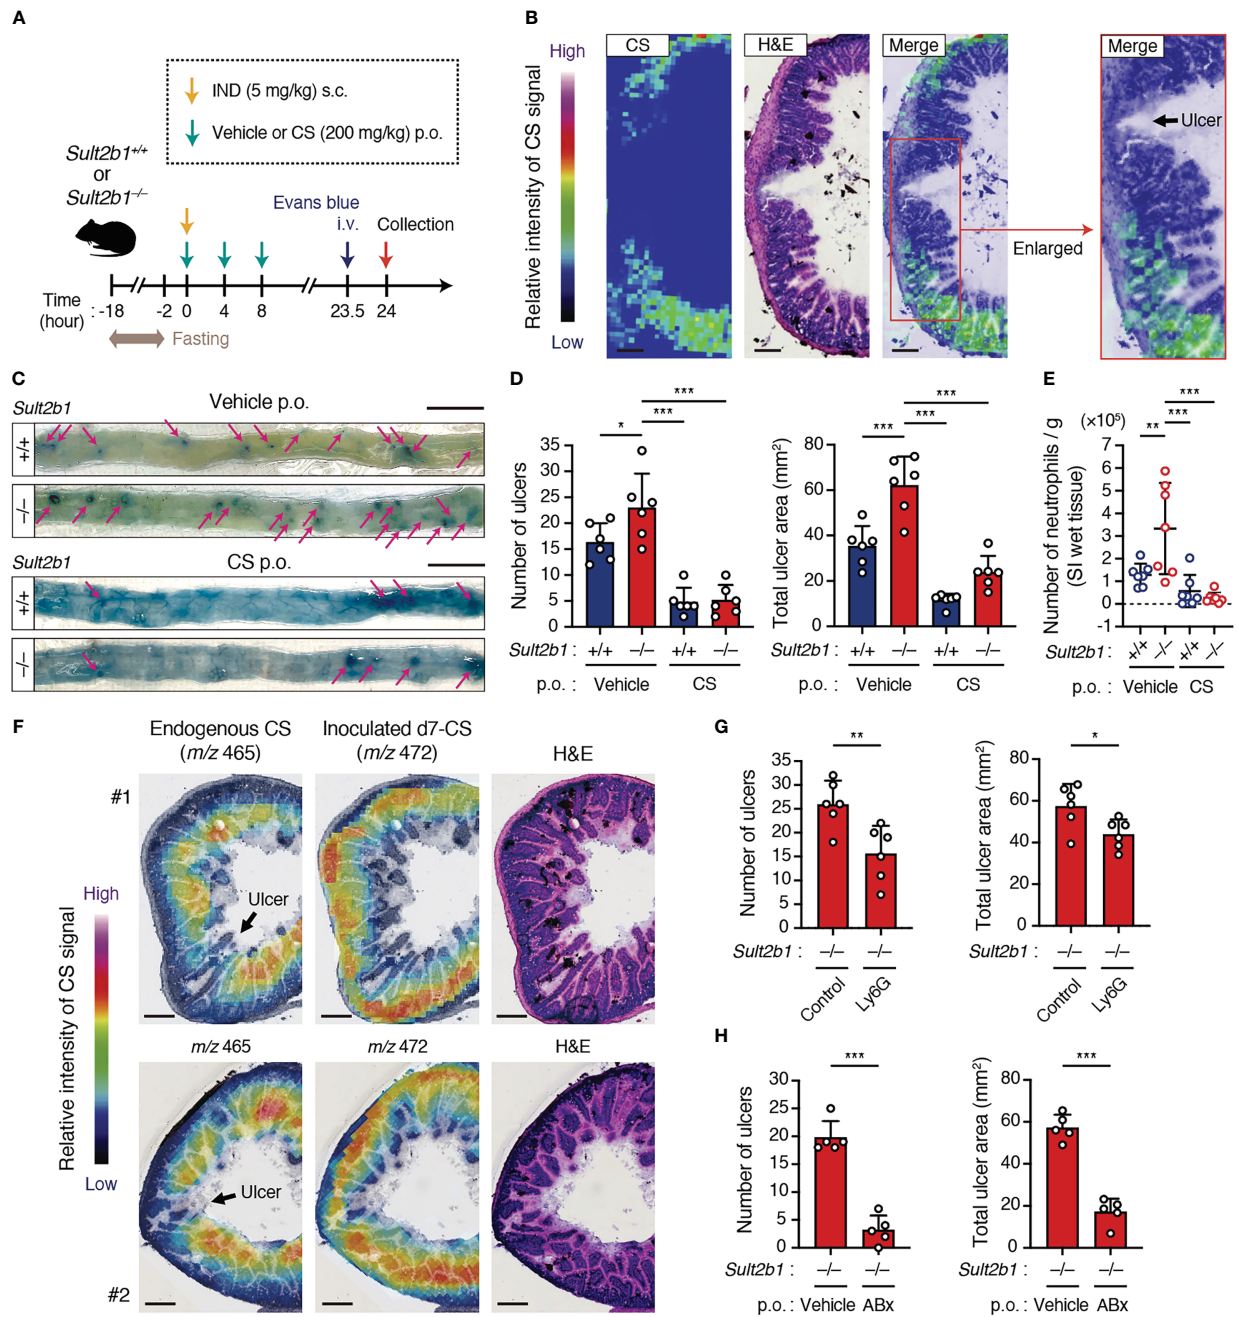 A
IND (5 mg/kg) s.c.
Vehicle or CS (200 mg/kg) p.o.
Sult2b1+/+
or
Sult2b1–/–
Evans blue
i.v.
Collection
Time
(hour)
: -18 -2 0 4 8 23.5 24
Fasting
B
High
Relative intensity of CS signal
Low
CS
H&E
Merge
Enlarged
Merge
Ulcer
C
Sult2b1
Vehicle p.o.
+/+
–/–
Sult2b1
CS p.o.
+/+
–/–
D
Number of ulcers
35
30
25
20
15
10
5
0
* *** ***
Sult2b1 : +/+ –/– +/+ –/–
p.o. : Vehicle CS
Total ulcer area (mm²)
80
60
40
20
0
*** *** ***
Sult2b1 : +/+ –/– +/+ –/–
p.o. : Vehicle CS
E
Number of neutrophils / g
(SI wet tissue)
(×10⁵)
7
6
5
4
3
2
1
0
-1
** *** ***
Sult2b1 : +/+ –/– +/+ –/–
p.o. : Vehicle CS
F
Endogenous CS
(m/z 465)
Inoculated d7-CS
(m/z 472)
H&E
#1
Ulcer
High
Relative intensity of CS signal
Low
m/z 465
m/z 472
H&E
Ulcer
#2
G
Number of ulcers
35
30
25
20
15
10
5
0
**
Sult2b1 : –/– –/–
Control Ly6G
Total ulcer area (mm²)
80
60
40
20
0
*
Sult2b1 : –/– –/–
Control Ly6G
H
Number of ulcers
30
25
20
15
10
5
0
***
Sult2b1 : –/– –/–
p.o. : Vehicle ABx
Total ulcer area (mm²)
80
60
40
20
0
***
Sult2b1 : –/– –/–
p.o. : Vehicle ABx